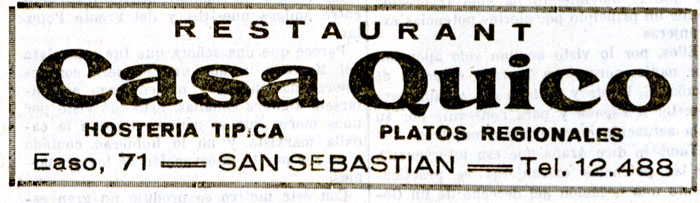 RESTAURANT
Casa Quico
HOSTERIA TIPICA PLATOS REGIONALES
Easo, 71 == SAN SEBASTIAN == Tel. 12.488